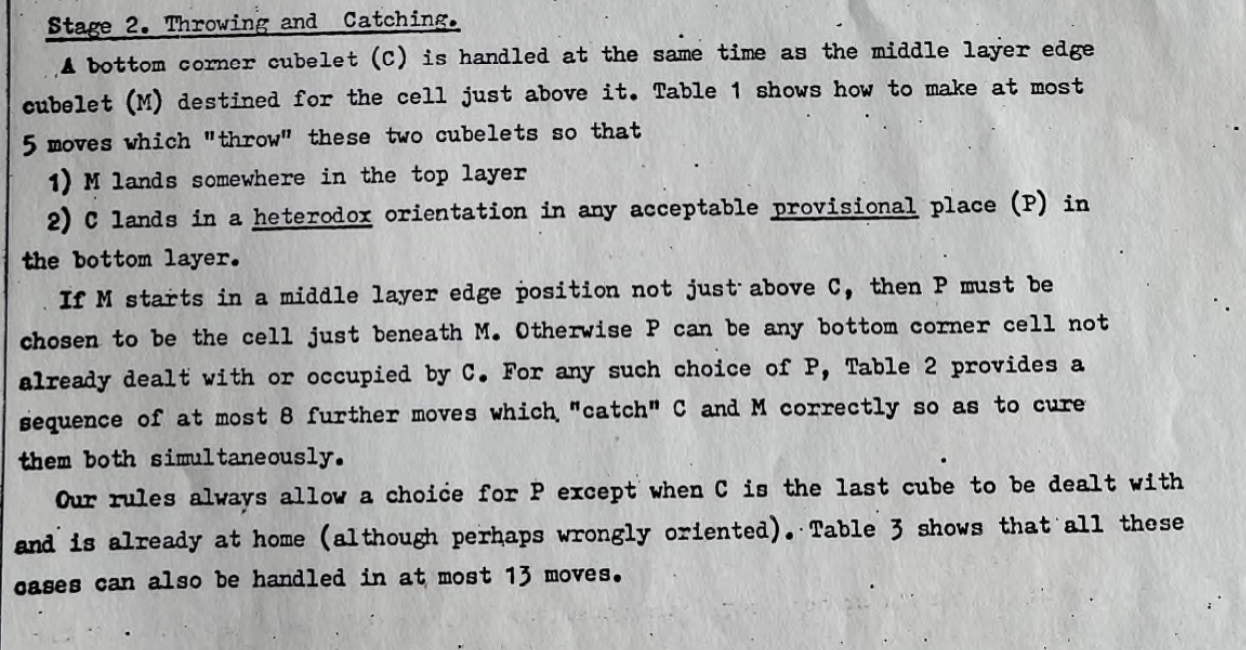 Stage 2. Throwing and Catching.
A bottom corner cubelet (C) is handled at the same time as the middle layer edge
cubelet (M) destined for the cell just above it. Table 1 shows how to make at most
5 moves which "throw" these two cubelets so that
1) M lands somewhere in the top layer
2) C lands in a heterodox orientation in any acceptable provisional place (P) in
the bottom layer.
If M starts in a middle layer edge position not just above C, then P must be
chosen to be the cell just beneath M. Otherwise P can be any bottom corner cell not
already dealt with or occupied by C. For any such choice of P, Table 2 provides a
sequence of at most 8 further moves which "catch" C and M correctly so as to cure
them both simultaneously.
Our rules always allow a choice for P except when C is the last cube to be dealt with
and is already at home (although perhaps wrongly oriented). Table 3 shows that all these
cases can also be handled in at most 13 moves.